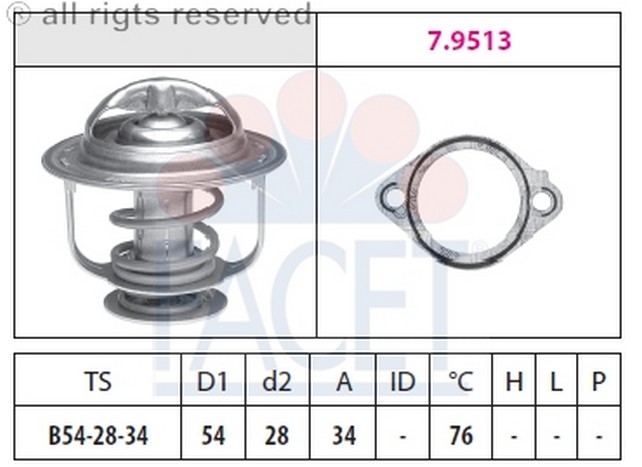 ® all rigts reserved
7.9513
FACET ®
TS D1 d2 A ID °C H L P
B54-28-34 54 28 34 - 76 - - -